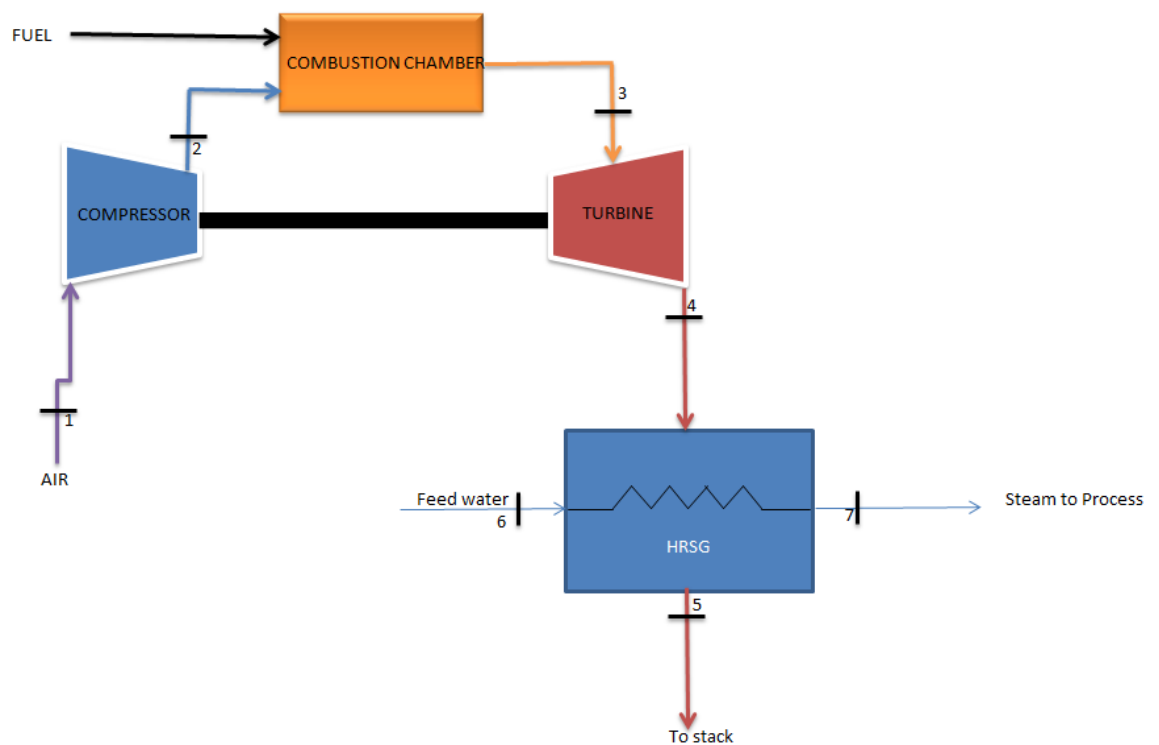 FUEL
COMBUSTION CHAMBER
3
2
COMPRESSOR
TURBINE
4
1
AIR
Feed water
6
7
Steam to Process
HRSG
5
To stack